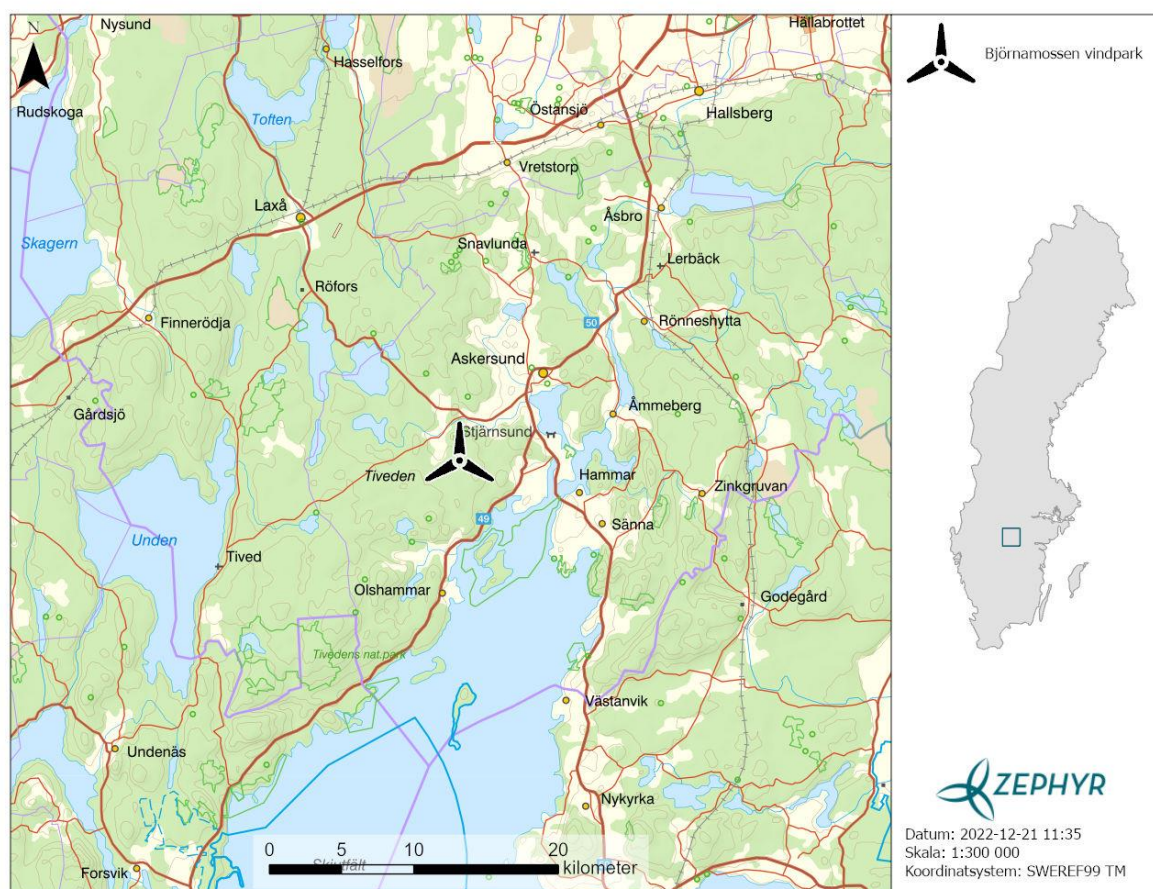 Nysund
Hällabrottet
N
Hasselfors
Rudskoga
Toften
Östansjö
Hallsberg
Vretstorp
Laxå
Åsbro
Skagern
Snavlunda
Lerbäck
Röfors
Finnerödja
50
Rönneshytta
Askersund
Gårdsjö
Åmmeberg
Stjärnsund
Tiveden
Hammar
Zinkgruvan
49
Sänna
Unden
Tived
Olshammar
Godegård
Tivedens nat.park
Västanvik
Undenäs
Nykyrka
0 5 10 20
kilometer
Skjutfält
Forsvik
Björnamossen vindpark
ZEPHYR
Datum: 2022-12-21 11:35
Skala: 1:300 000
Koordinatsystem: SWEREF99 TM